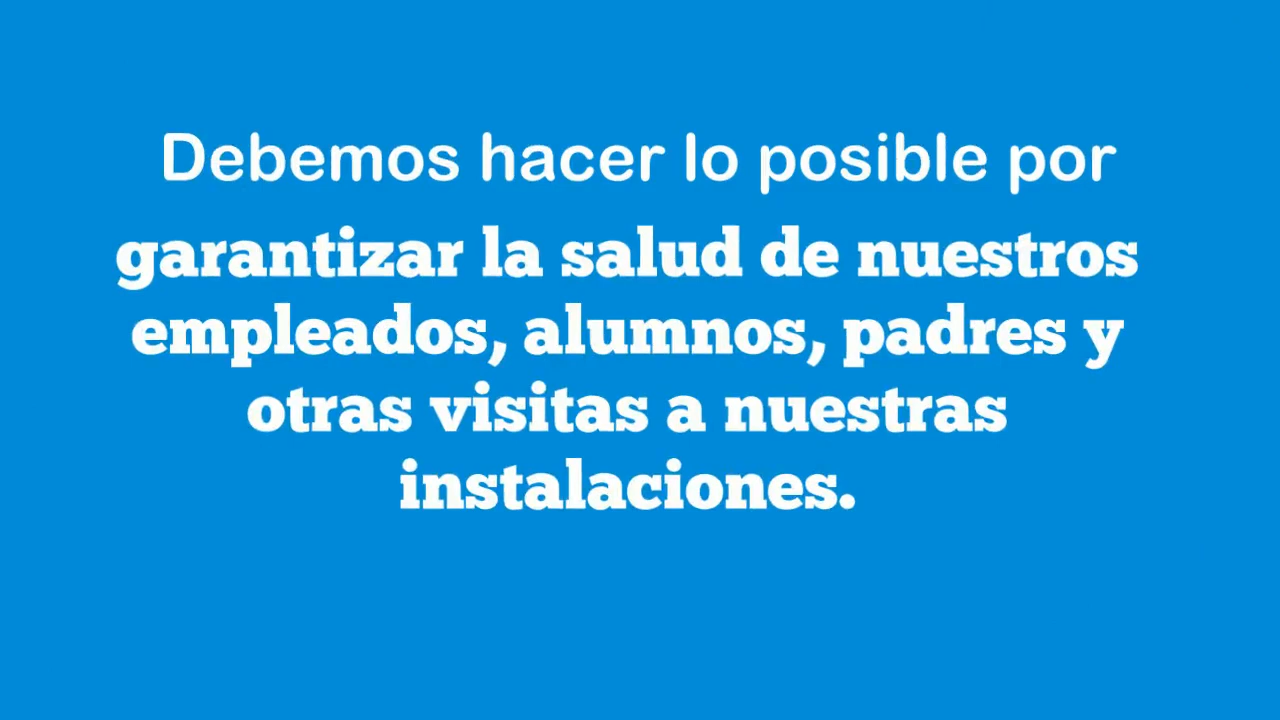 Debemos hacer lo posible por
garantizar la salud de nuestros
empleados, alumnos, padres y
otras visitas a nuestras
instalaciones.